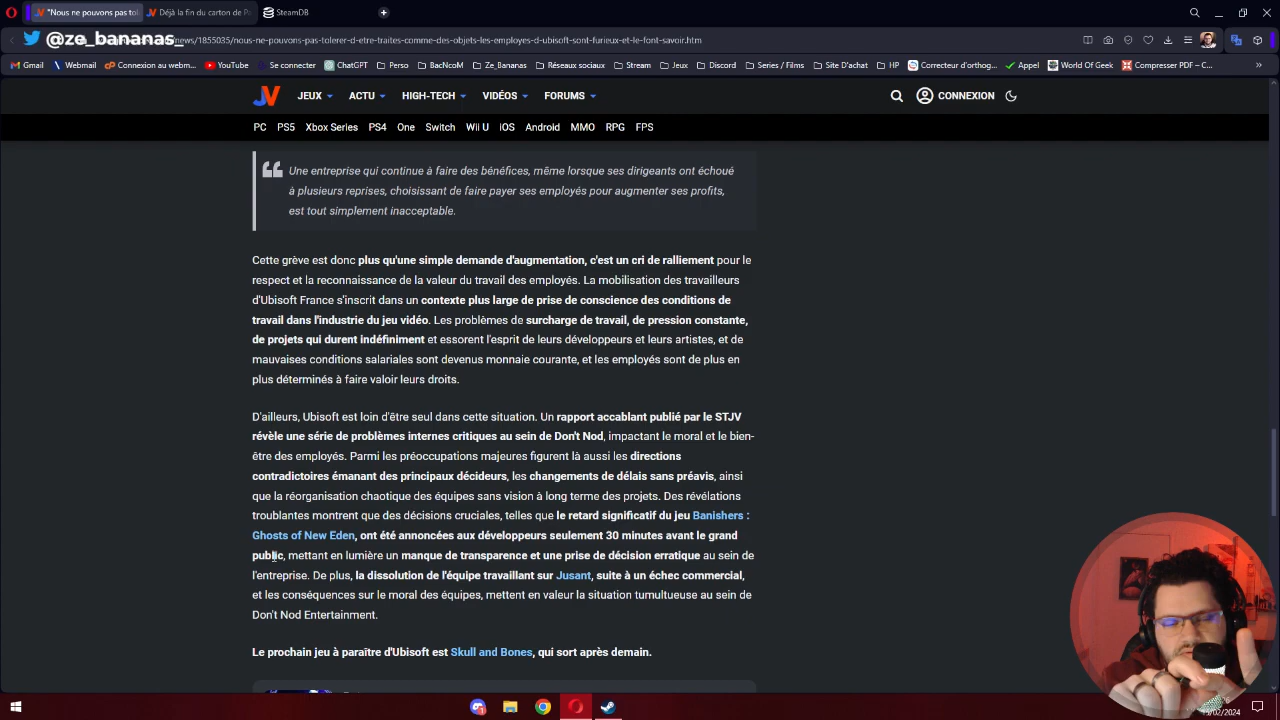 "Nous ne pouvons pas tol
Déjà la fin du carton de P
SteamDB
@ze_bananas_
/news/1855035/nous-ne-pouvons-pas-tolerer-d-etre-traites-comme-des-objets-les-employes-d-ubisoft-sont-furieux-et-le-font-savoir.htm
Gmail
Webmail
Connexion au webm...
YouTube
Se connecter
ChatGPT
Perso
BacNcoM
Ze_Bananas
Réseaux sociaux
Stream
Jeux
Discord
Series / Films
Site D'achat
HP
Correcteur d'orthog...
Appel
World Of Geek
Compresser PDF – C...
JV
JEUX
ACTU
HIGH-TECH
VIDÉOS
FORUMS
CONNEXION
PC PS5 Xbox Series PS4 One Switch Wii U iOS Android MMO RPG FPS
Une entreprise qui continue à faire des bénéfices, même lorsque ses dirigeants ont échoué
à plusieurs reprises, choisissant de faire payer ses employés pour augmenter ses profits,
est tout simplement inacceptable.
Cette grève est donc plus qu'une simple demande d'augmentation, c'est un cri de ralliement pour le
respect et la reconnaissance de la valeur du travail des employés. La mobilisation des travailleurs
d'Ubisoft France s'inscrit dans un contexte plus large de prise de conscience des conditions de
travail dans l'industrie du jeu vidéo. Les problèmes de surcharge de travail, de pression constante,
de projets qui durent indéfiniment et essorent l'esprit de leurs développeurs et leurs artistes, et de
mauvaises conditions salariales sont devenus monnaie courante, et les employés sont de plus en
plus déterminés à faire valoir leurs droits.
D'ailleurs, Ubisoft est loin d'être seul dans cette situation. Un rapport accablant publié par le STJV
révèle une série de problèmes internes critiques au sein de Don't Nod, impactant le moral et le bien-
être des employés. Parmi les préoccupations majeures figurent là aussi les directions
contradictoires émanant des principaux décideurs, les changements de délais sans préavis, ainsi
que la réorganisation chaotique des équipes sans vision à long terme des projets. Des révélations
troublantes montrent que des décisions cruciales, telles que le retard significatif du jeu Banishers :
Ghosts of New Eden, ont été annoncées aux développeurs seulement 30 minutes avant le grand
public, mettant en lumière un manque de transparence et une prise de décision erratique au sein de
l'entreprise. De plus, la dissolution de l'équipe travaillant sur Jusant, suite à un échec commercial,
et les conséquences sur le moral des équipes, mettent en valeur la situation tumultueuse au sein de
Don't Nod Entertainment.
Le prochain jeu à paraître d'Ubisoft est Skull and Bones, qui sort après demain.
/02/2024